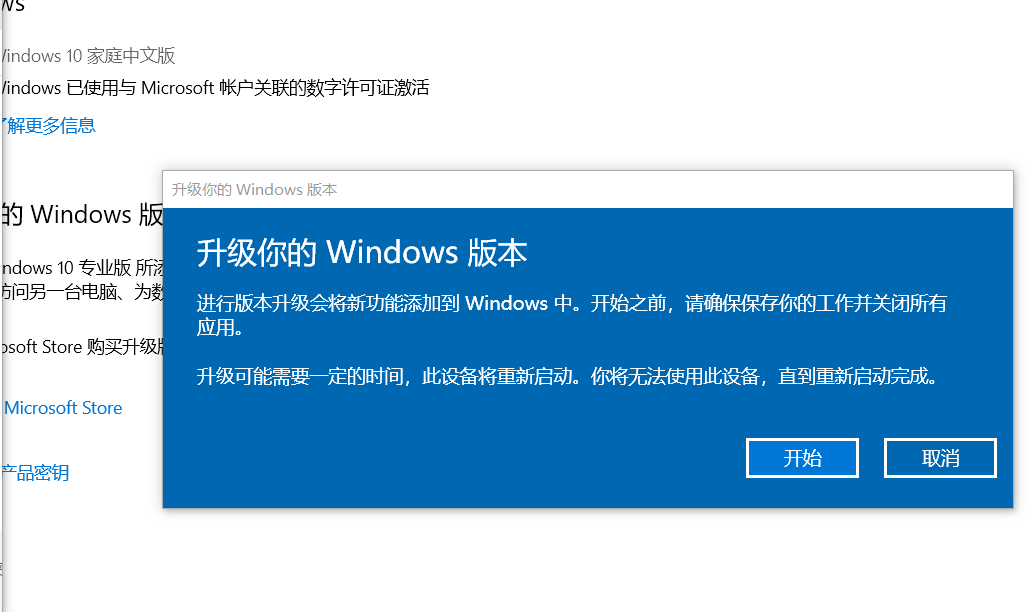 ws
Windows 10 家庭中文版
Windows 已使用与 Microsoft 帐户关联的数字许可证激活
了解更多信息
升级你的 Windows 版本
的 Windows 版
升级你的 Windows 版本
ndows 10 专业版 所添
进行版本升级会将新功能添加到 Windows 中。开始之前，请确保保存你的工作并关闭所有
访问另一台电脑、为数
应用。
osoft Store 购买升级版
升级可能需要一定的时间，此设备将重新启动。你将无法使用此设备，直到重新启动完成。
Microsoft Store
开始
取消
产品密钥